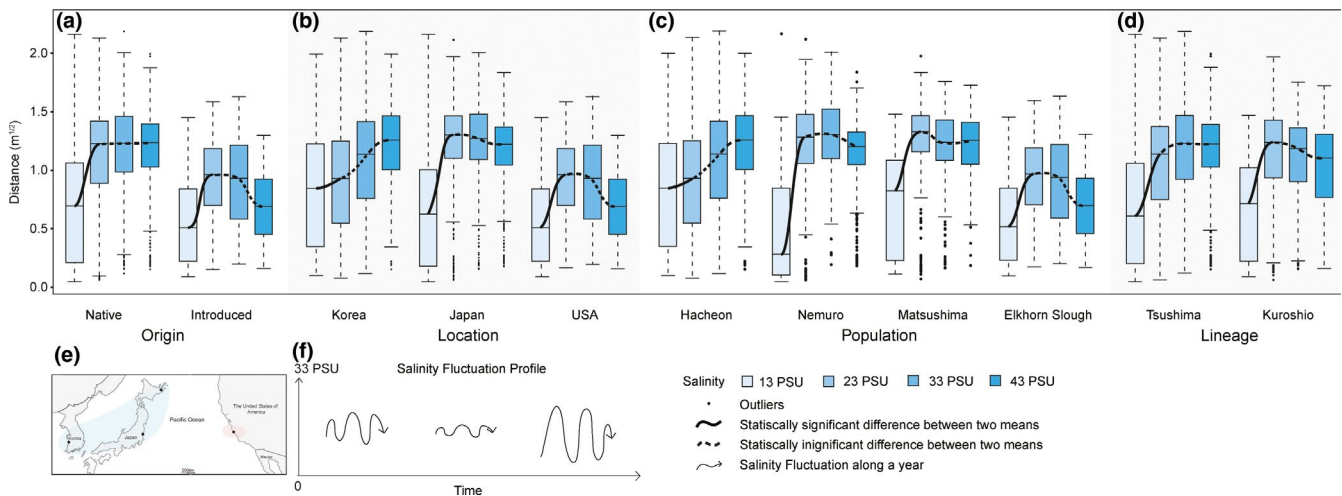 (a) (b) (c) (d)
Distance (m1/2)
2.0
1.5
1.0
0.5
0.0
Native Introduced Korea Japan USA Hacheon Nemuro Matsushima Elkhorn Slough Tsushima Kuroshio
Origin Location Population Lineage
(e) (f)
33 PSU Salinity Fluctuation Profile
0
Time
The United States of
America
Pacific Ocean
Korea
Japan
Mexico
Salinity 13 PSU 23 PSU 33 PSU 43 PSU
Outliers
Statiscally significant difference between two means
Statiscally inignificant difference between two means
Salinity Fluctuation along a year